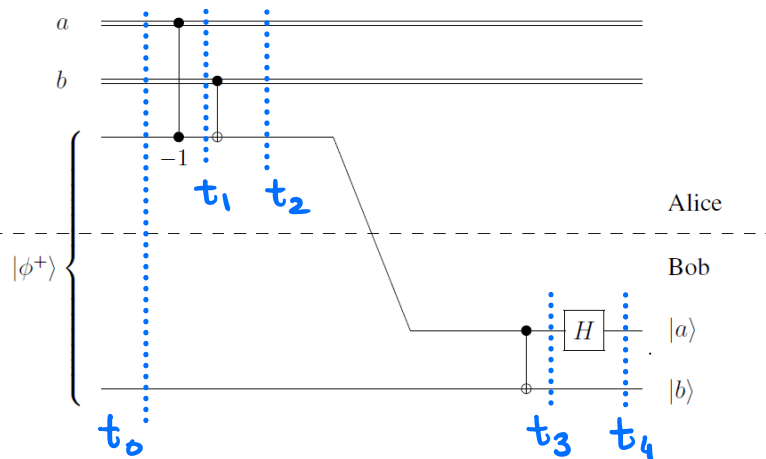 a
b
−1
t₁ t₂
Alice
|ϕ⁺⟩
Bob
H |a⟩
|b⟩
t₀ t₃ t₄